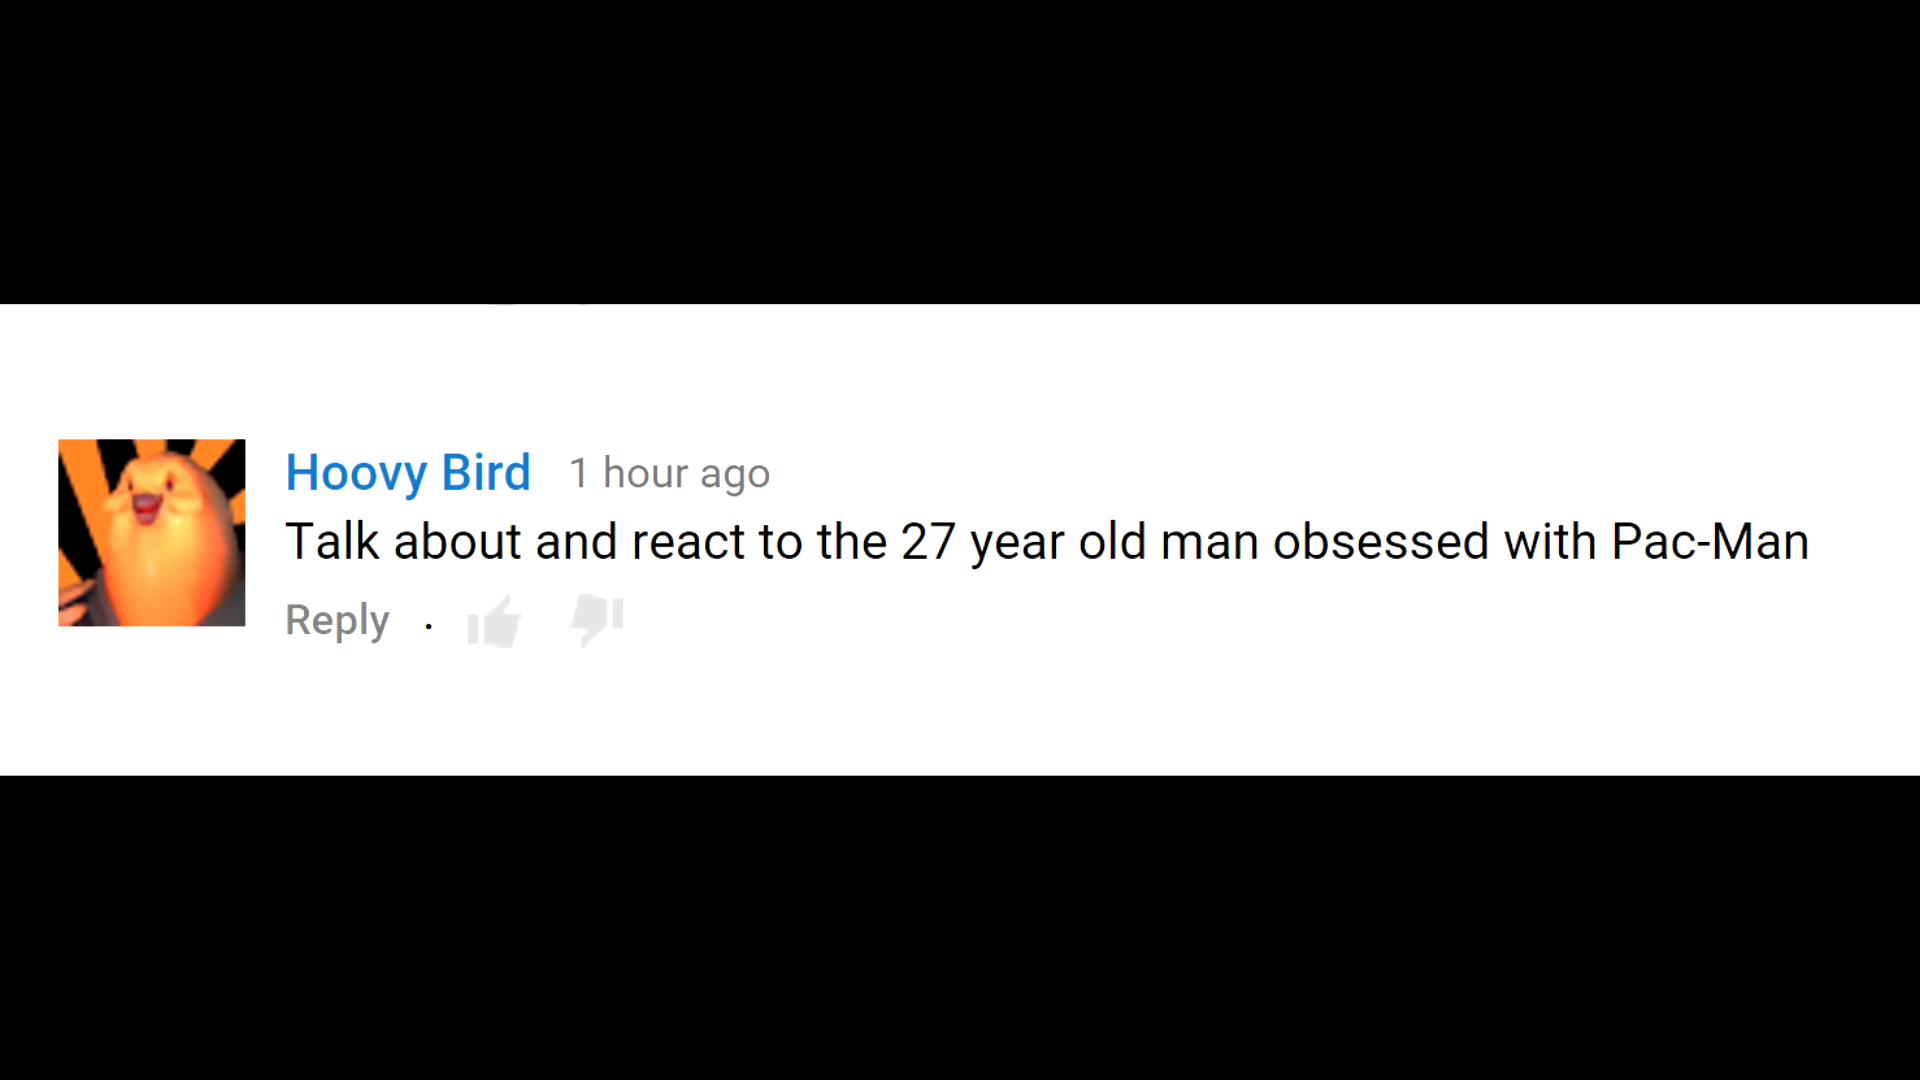 Hoovy Bird 1 hour ago
Talk about and react to the 27 year old man obsessed with Pac-Man
Reply .